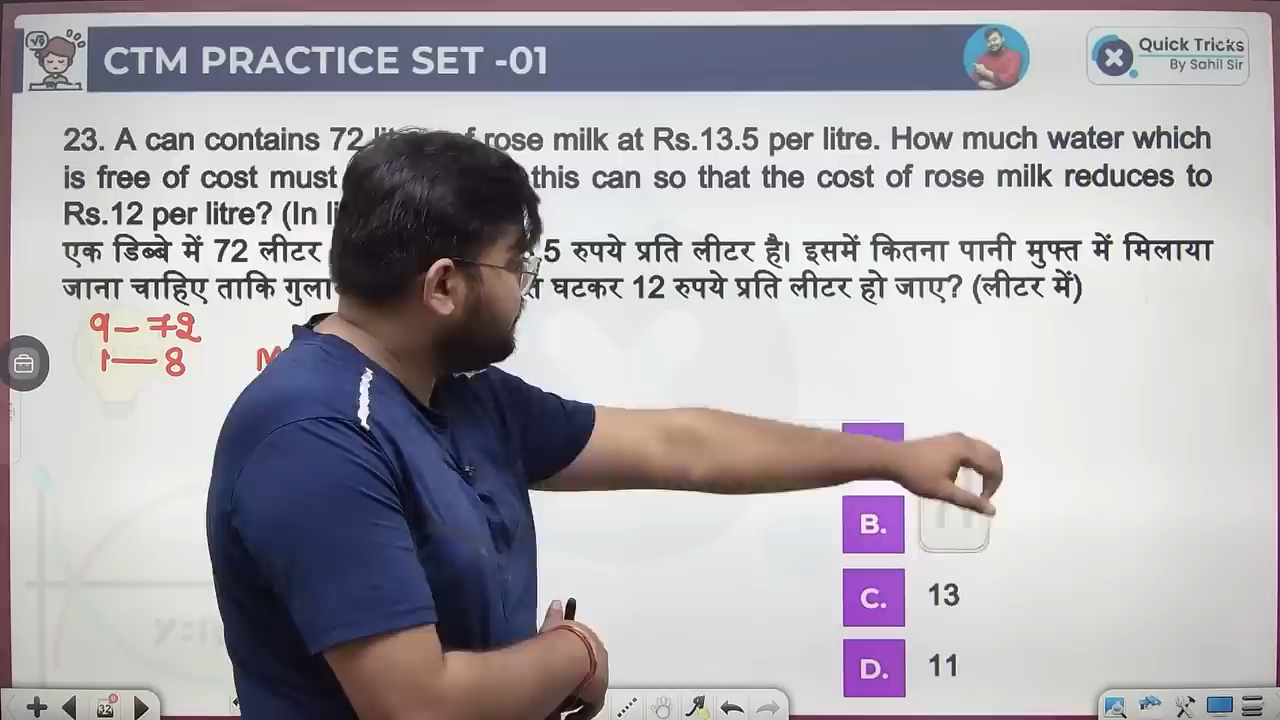 CTM PRACTICE SET -01
Quick Tricks
By Sahil Sir
23. A can contains 72 of rose milk at Rs.13.5 per litre. How much water which
is free of cost must this can so that the cost of rose milk reduces to
Rs.12 per litre? (In
एक डिब्बे में 72 लीटर 5 रुपये प्रति लीटर है। इसमें कितना पानी मुफ्त में मिलाया
जाना चाहिए ताकि घटकर 12 रुपये प्रति लीटर हो जाए? (लीटर में)
9 — 72
1 — 8
B.
C. 13
D. 11
32